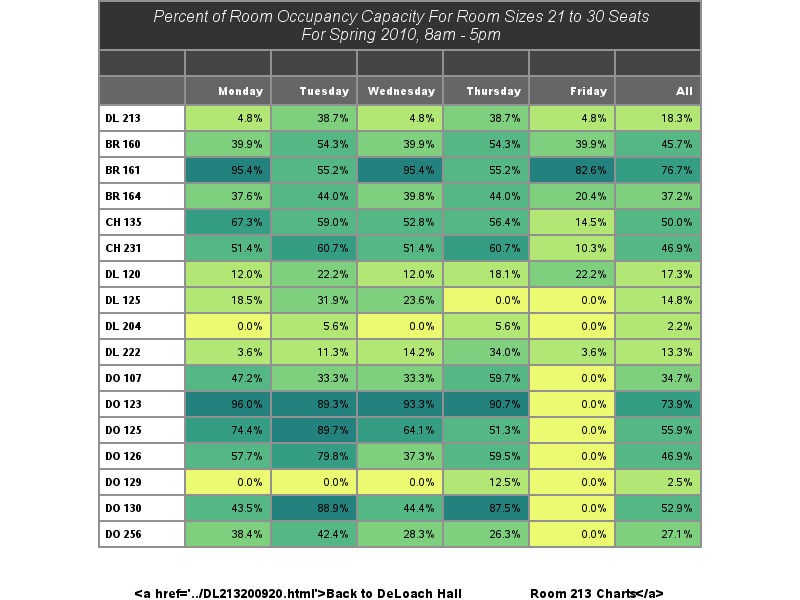 Percent of Room Occupancy Capacity For Room Sizes 21 to 30 Seats
For Spring 2010, 8am - 5pm
Monday Tuesday Wednesday Thursday Friday All
DL 213 4.8% 38.7% 4.8% 38.7% 4.8% 18.3%
BR 160 39.9% 54.3% 39.9% 54.3% 39.9% 45.7%
BR 161 95.4% 55.2% 95.4% 55.2% 82.6% 76.7%
BR 164 37.6% 44.0% 39.8% 44.0% 20.4% 37.2%
CH 135 67.3% 59.0% 52.8% 56.4% 14.5% 50.0%
CH 231 51.4% 60.7% 51.4% 60.7% 10.3% 46.9%
DL 120 12.0% 22.2% 12.0% 18.1% 22.2% 17.3%
DL 125 18.5% 31.9% 23.6% 0.0% 0.0% 14.8%
DL 204 0.0% 5.6% 0.0% 5.6% 0.0% 2.2%
DL 222 3.6% 11.3% 14.2% 34.0% 3.6% 13.3%
DO 107 47.2% 33.3% 33.3% 59.7% 0.0% 34.7%
DO 123 96.0% 89.3% 93.3% 90.7% 0.0% 73.9%
DO 125 74.4% 89.7% 64.1% 51.3% 0.0% 55.9%
DO 126 57.7% 79.8% 37.3% 59.5% 0.0% 46.9%
DO 129 0.0% 0.0% 0.0% 12.5% 0.0% 2.5%
DO 130 43.5% 88.9% 44.4% 87.5% 0.0% 52.9%
DO 256 38.4% 42.4% 28.3% 26.3% 0.0% 27.1%
<a href='../DL213200920.html'>Back to DeLoach Hall Room 213 Charts</a>